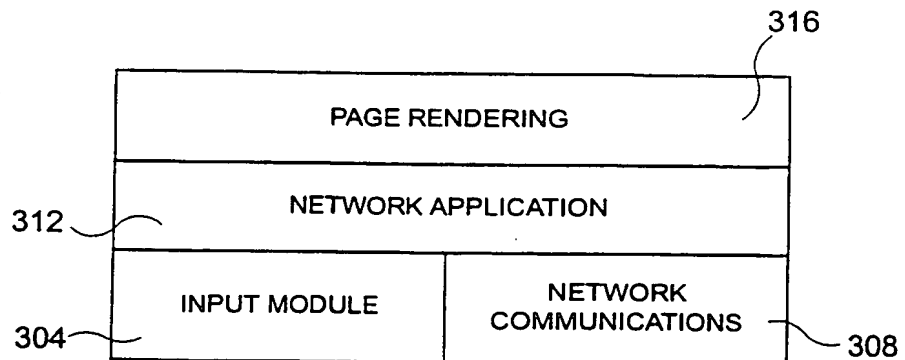 316
PAGE RENDERING
NETWORK APPLICATION
312
INPUT MODULE
NETWORK
COMMUNICATIONS
304
308